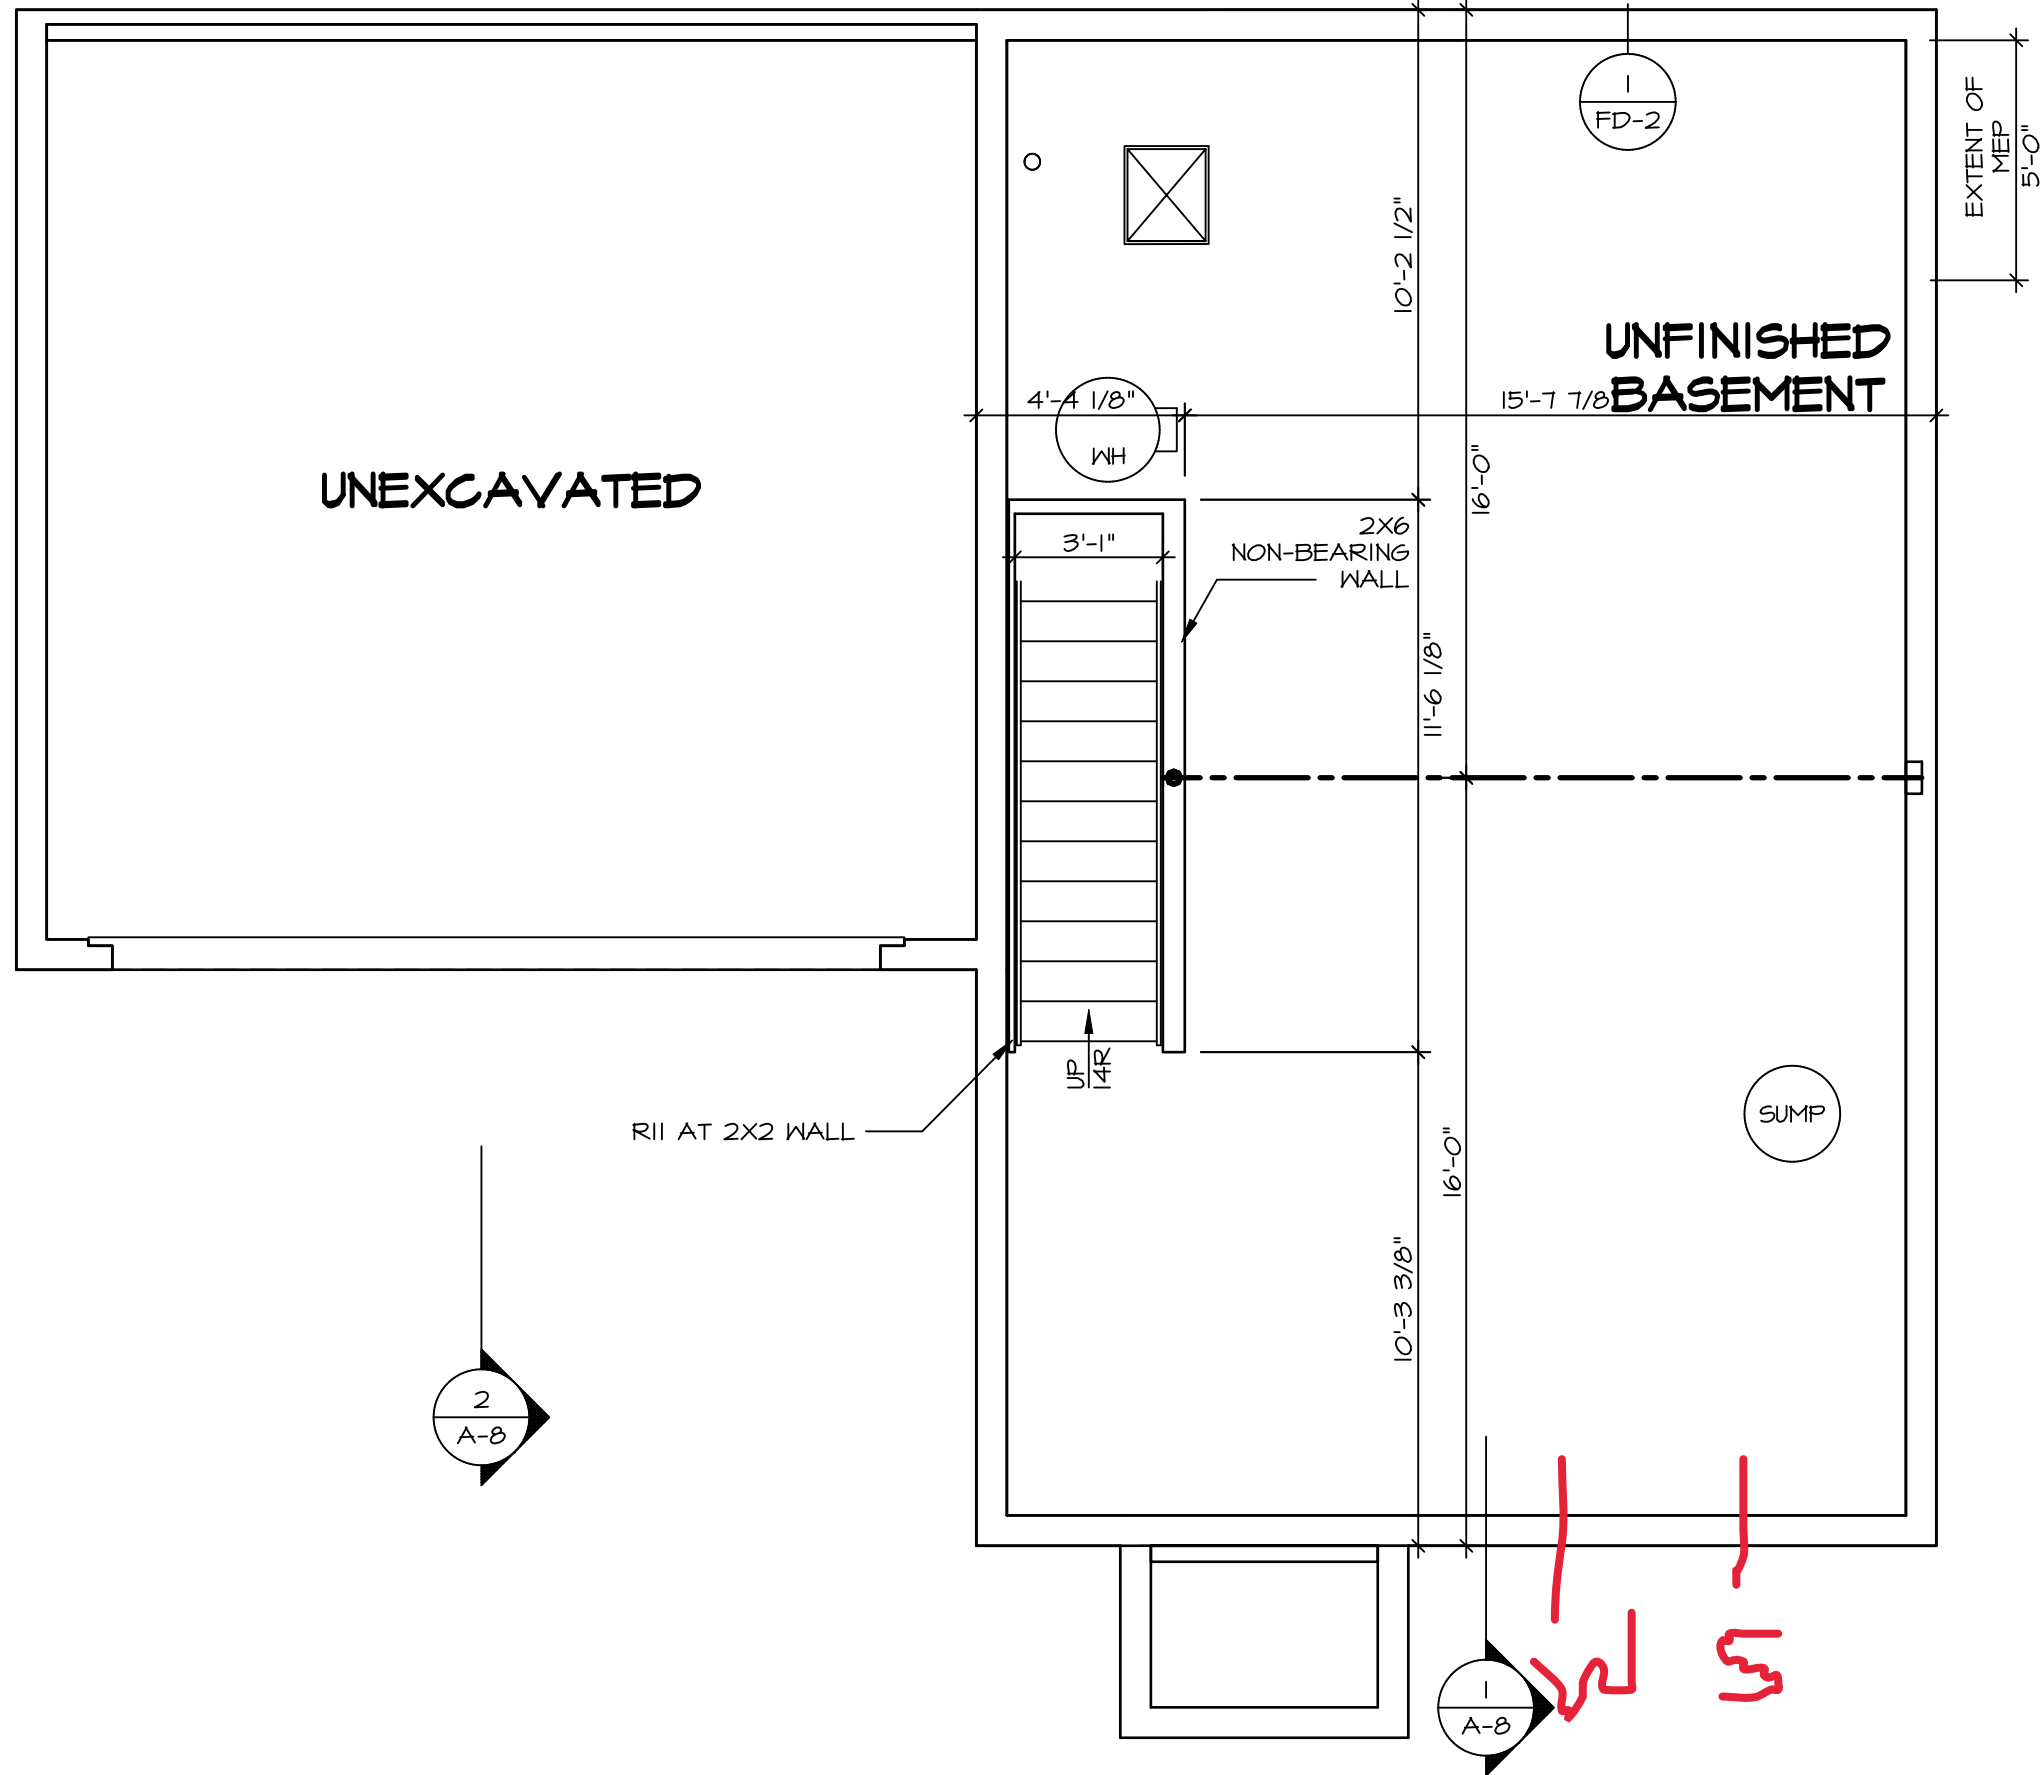 1
FD-2
EXTENT OF
MEP
5'-0"
10'-2 1/2"
UNFINISHED
BASEMENT
4'-4 1/8"
15'-7 7/8
WH
16'-0"
UNEXCAVATED
2X6
NON-BEARING
WALL
3'-1"
11'-6 1/8"
UP
14R
SUMP
R11 AT 2X2 WALL
16'-0"
10'-3 3/8"
2
A-8
W
S
1
A-8